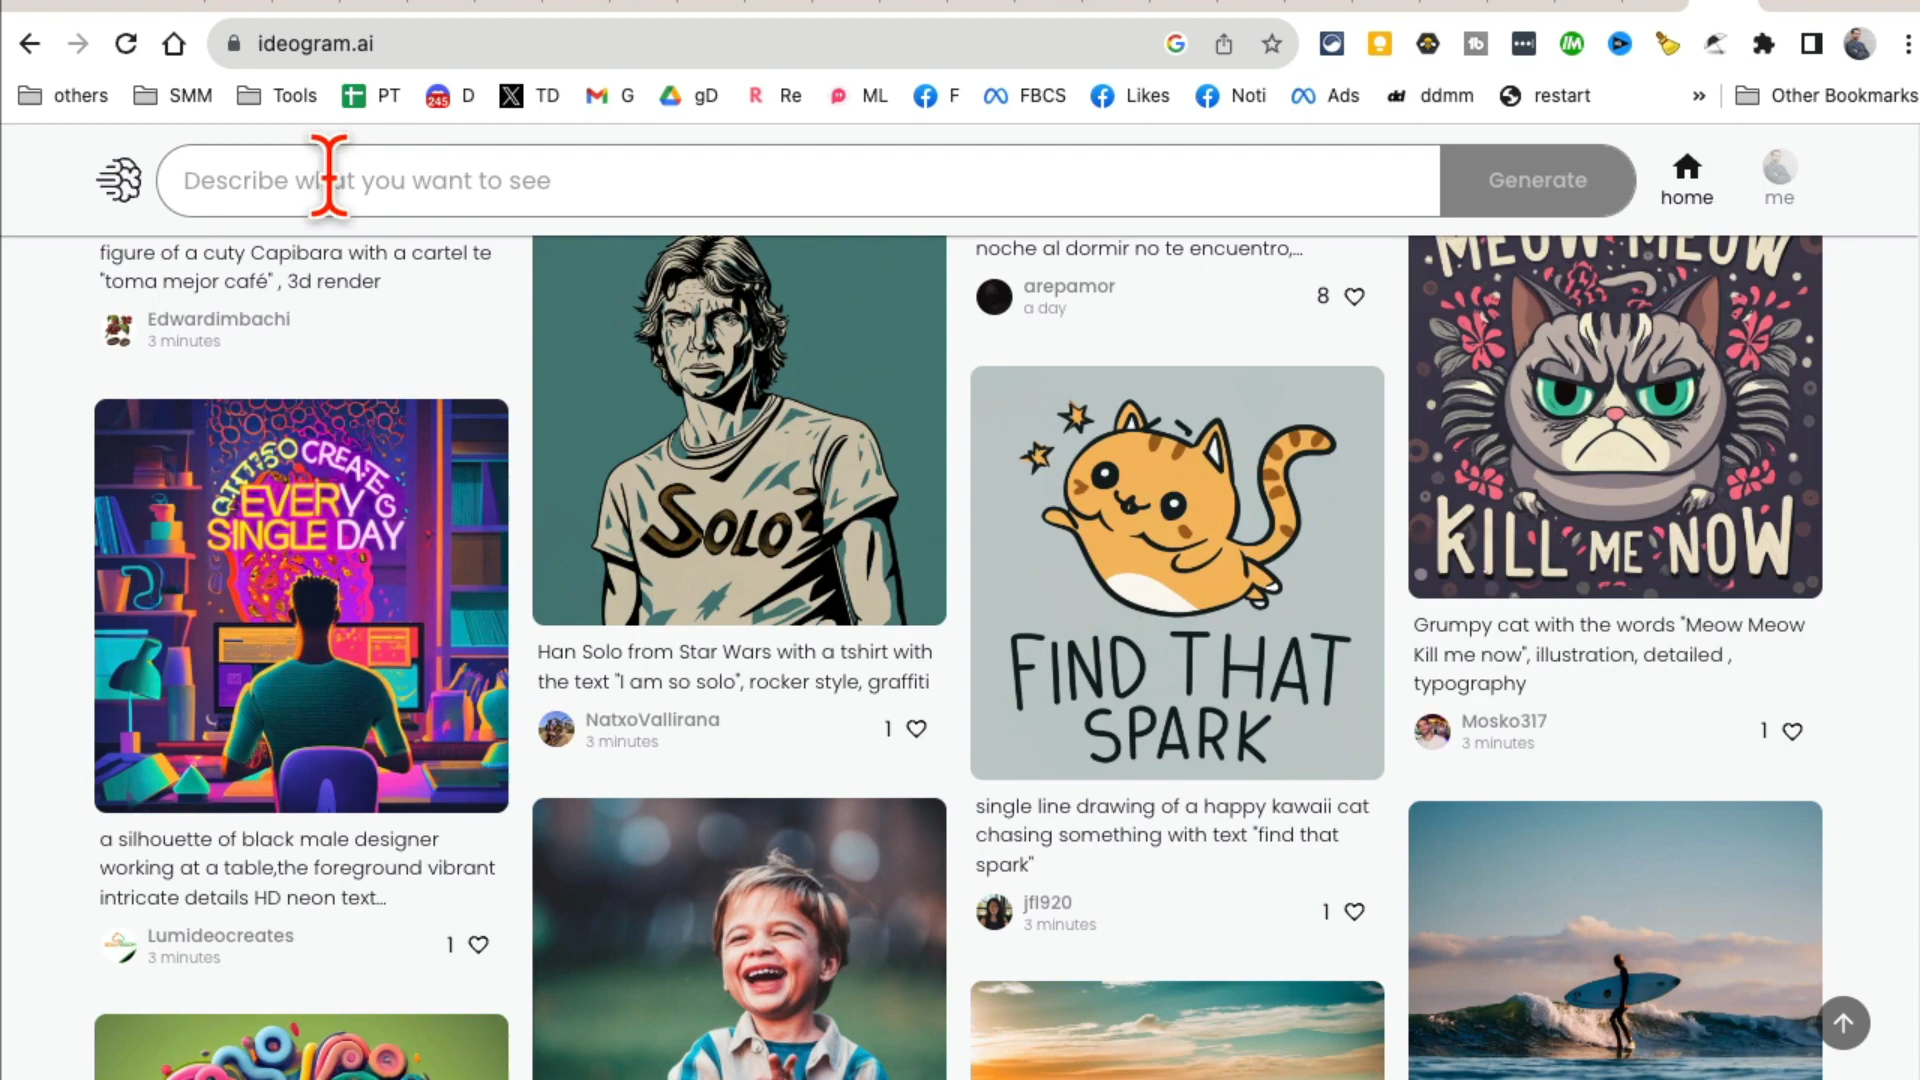 ideogram.ai
others
SMM
Tools
PT
245
D
TD
G
gD
Re
ML
F
FBCS
Likes
Noti
Ads
dd
ddmm
restart
»
Other Bookmarks
Describe what you want to see
Generate
home
me
figure of a cuty Capibara with a cartel te
"toma mejor café" , 3d render
Edwardimbachi
3 minutes
CREATE
EVERY G
SINGLE DAY
a silhouette of black male designer
working at a table,the foreground vibrant
intricate details HD neon text...
Lumideocreates
3 minutes
1
SOLO
Han Solo from Star Wars with a tshirt with
the text "I am so solo", rocker style, graffiti
NatxoVallirana
3 minutes
1
noche al dormir no te encuentro,...
arepamor
a day
8
FIND THAT
SPARK
single line drawing of a happy kawaii cat
chasing something with text "find that
spark"
jfl920
3 minutes
1
MEOW MEOW
KILL ME NOW
Grumpy cat with the words "Meow Meow
Kill me now", illustration, detailed ,
typography
Mosko317
3 minutes
1